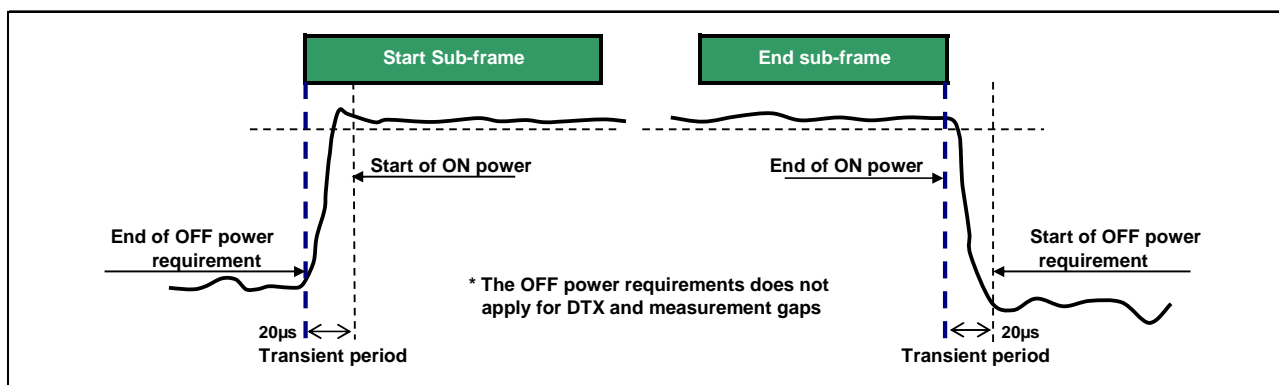 Start Sub-frame
End sub-frame
Start of ON power
End of ON power
End of OFF power
requirement
Start of OFF power
requirement
* The OFF power requirements does not
apply for DTX and measurement gaps
20µs
Transient period
20µs
Transient period